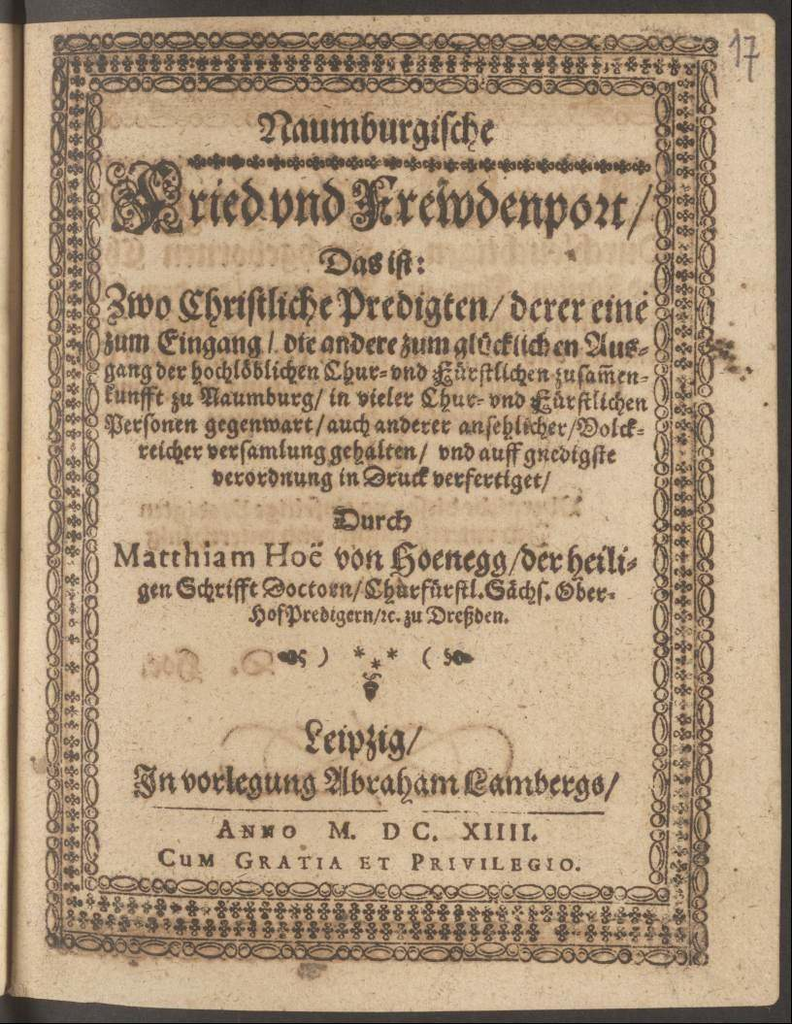 17
Naumburgische
Fried vnd Frewdenport/
Das ist:
Zwo Christliche Predigten/ derer eine
zum Eingang/ die andere zum glücklichen Aus-
gang der hochlöblichen Chur- vnd Fürstlichen zusam̃en-
kunfft zu Naumburg/ in vieler Chur- vnd Fürstlichen
Personen gegenwart/ auch anderer ansehlicher/ Volck-
reicher versamlung gehalten/ vnd auff gnedigste
verordnung in Druck verfertiget/
Durch
Matthiam Hoë von Hoenegg/ der heili-
gen Schrifft Doctorn/ Churfürstl. Sächs. Ober-
HofPredigern/ ꝛc. zu Dreßden.
Leipzig/
In vorlegung Abraham Lambergs/
ANNO M. DC. XIIII.
CUM GRATIA ET PRIVILEGIO.